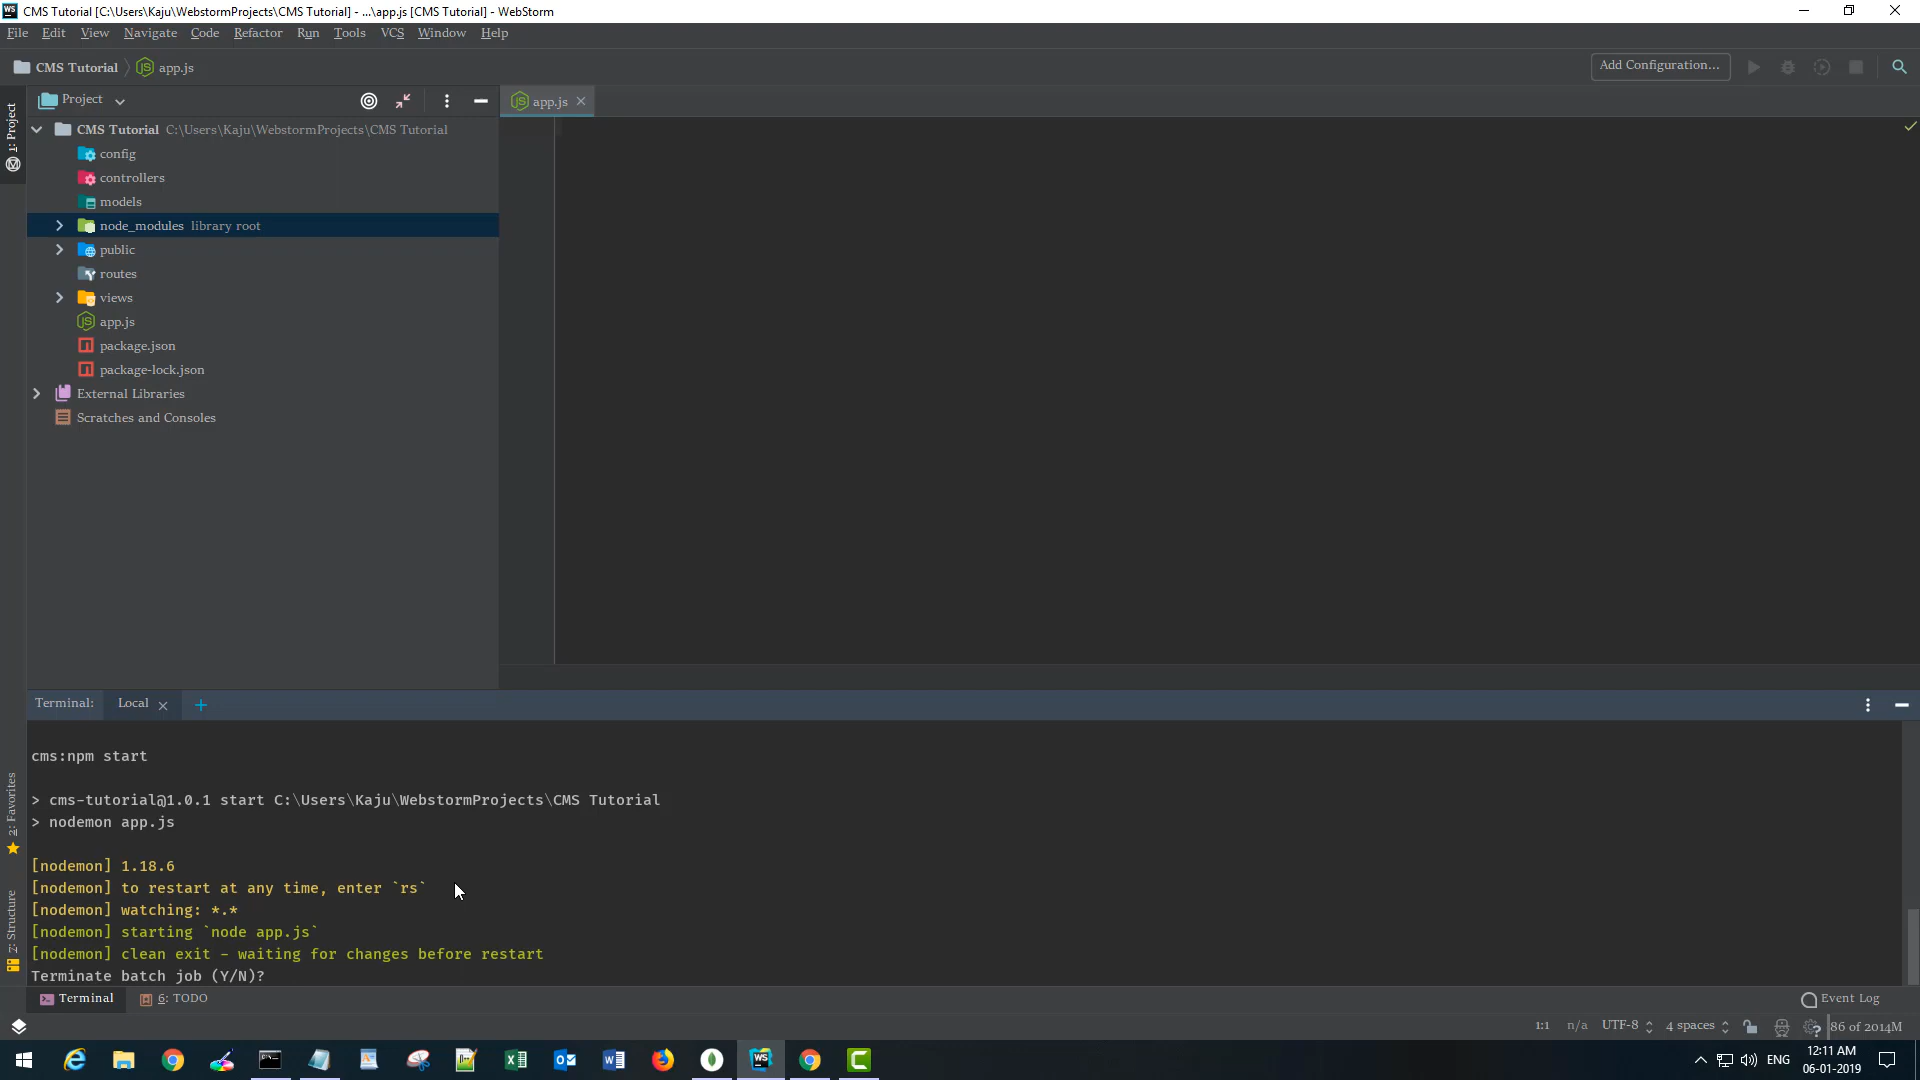 CMS Tutorial [C:\Users\Kaju\WebstormProjects\CMS Tutorial] - ...\app.js [CMS Tutorial] - WebStorm
File Edit View Navigate Code Refactor Run Tools VCS Window Help
CMS Tutorial app.js
Add Configuration...
1: Project
Project
app.js
CMS Tutorial C:\Users\Kaju\WebstormProjects\CMS Tutorial
config
controllers
models
node_modules library root
public
routes
views
app.js
package.json
package-lock.json
External Libraries
Scratches and Consoles
2: Favorites
Z: Structure
Terminal: Local
cms:npm start
> cms-tutorial@1.0.1 start C:\Users\Kaju\WebstormProjects\CMS Tutorial
> nodemon app.js
[nodemon] 1.18.6
[nodemon] to restart at any time, enter `rs`
[nodemon] watching: *.*
[nodemon] starting `node app.js`
[nodemon] clean exit - waiting for changes before restart
Terminate batch job (Y/N)?
Terminal 6: TODO
Event Log
1:1 n/a UTF-8 4 spaces 86 of 2014M
ENG
12:11 AM
06-01-2019